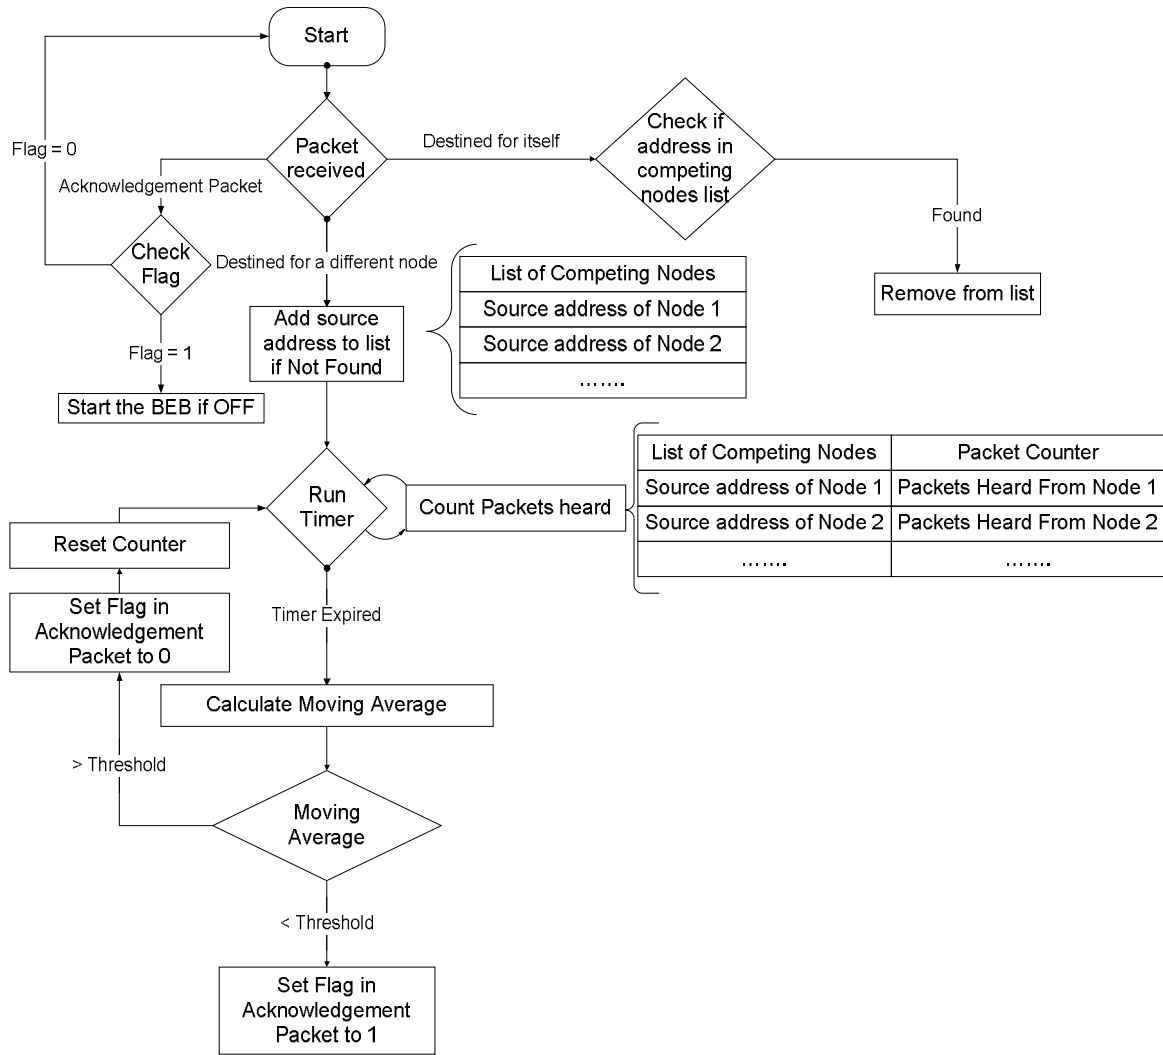 Start
Flag = 0
Packet
received
Destined for itself
Check if
address in
competing
nodes list
Acknowledgement Packet
Found
Check
Flag
Destined for a different node
List of Competing Nodes
Source address of Node 1
Source address of Node 2
.......
Remove from list
Add source
address to list
if Not Found
Flag = 1
Start the BEB if OFF
Run
Timer
Count Packets heard
List of Competing Nodes Packet Counter
Source address of Node 1 Packets Heard From Node 1
Source address of Node 2 Packets Heard From Node 2
....... .......
Reset Counter
Set Flag in
Acknowledgement
Packet to 0
Timer Expired
Calculate Moving Average
> Threshold
Moving
Average
< Threshold
Set Flag in
Acknowledgement
Packet to 1